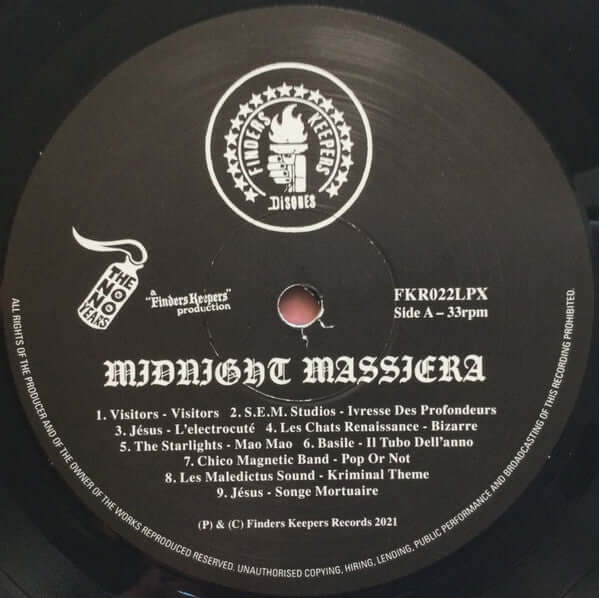 FINDERS KEEPERS
DISQUES
THE
NO
NO
YEARS
a
"Finders Keepers"
production
FKR022LPX
Side A – 33rpm
MIDNIGHT MASSIERA
1. Visitors - Visitors 2. S.E.M. Studios - Ivresse Des Profondeurs
3. Jésus - L'electrocuté 4. Les Chats Renaissance - Bizarre
5. The Starlights - Mao Mao 6. Basile - Il Tubo Dell'anno
7. Chico Magnetic Band - Pop Or Not
8. Les Maledictus Sound - Kriminal Theme
9. Jésus - Songe Mortuaire
(P) & (C) Finders Keepers Records 2021
ALL RIGHTS OF THE PRODUCER AND OF THE OWNER OF THE WORKS REPRODUCED RESERVED. UNAUTHORISED COPYING, HIRING, LENDING, PUBLIC PERFORMANCE AND BROADCASTING OF THIS RECORDING PROHIBITED.